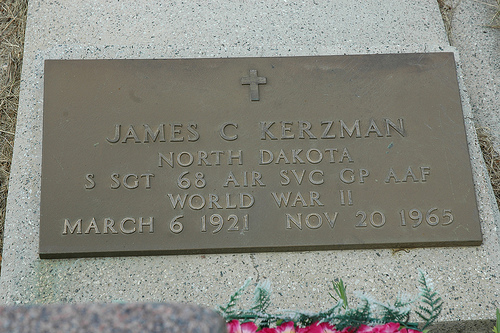 JAMES C KERZMAN
NORTH DAKOTA
S SGT 68 AIR SVC GP AAF
WORLD WAR II
MARCH 6 1921 NOV 20 1965